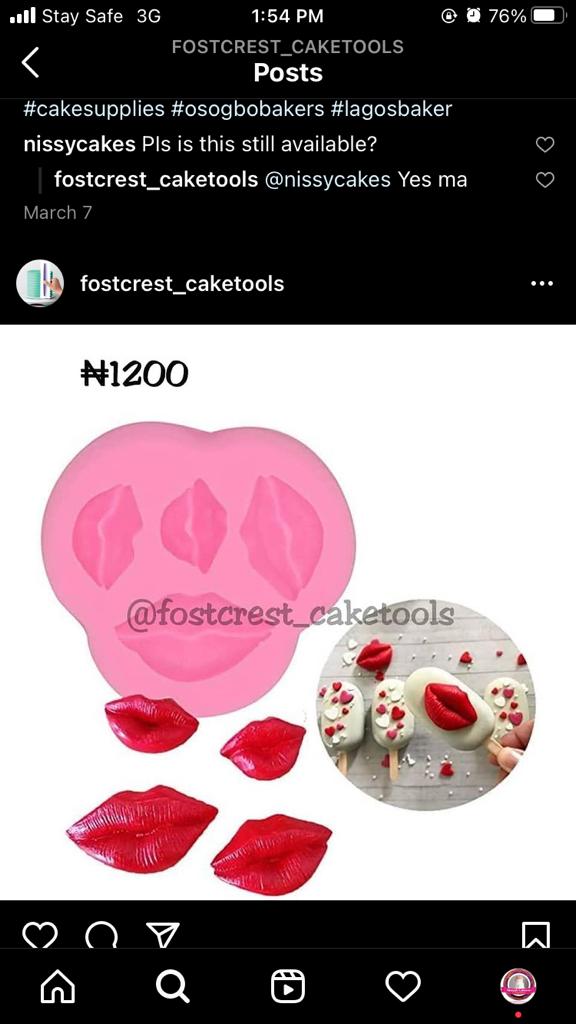 Stay Safe 3G 1:54 PM 76%
FOSTCREST_CAKETOOLS
Posts
#cakesupplies #osogbobakers #lagosbaker
nissycakes Pls is this still available?
fostcrest_caketools @nissycakes Yes ma
March 7
fostcrest_caketools
₦1200
@fostcrest_caketools